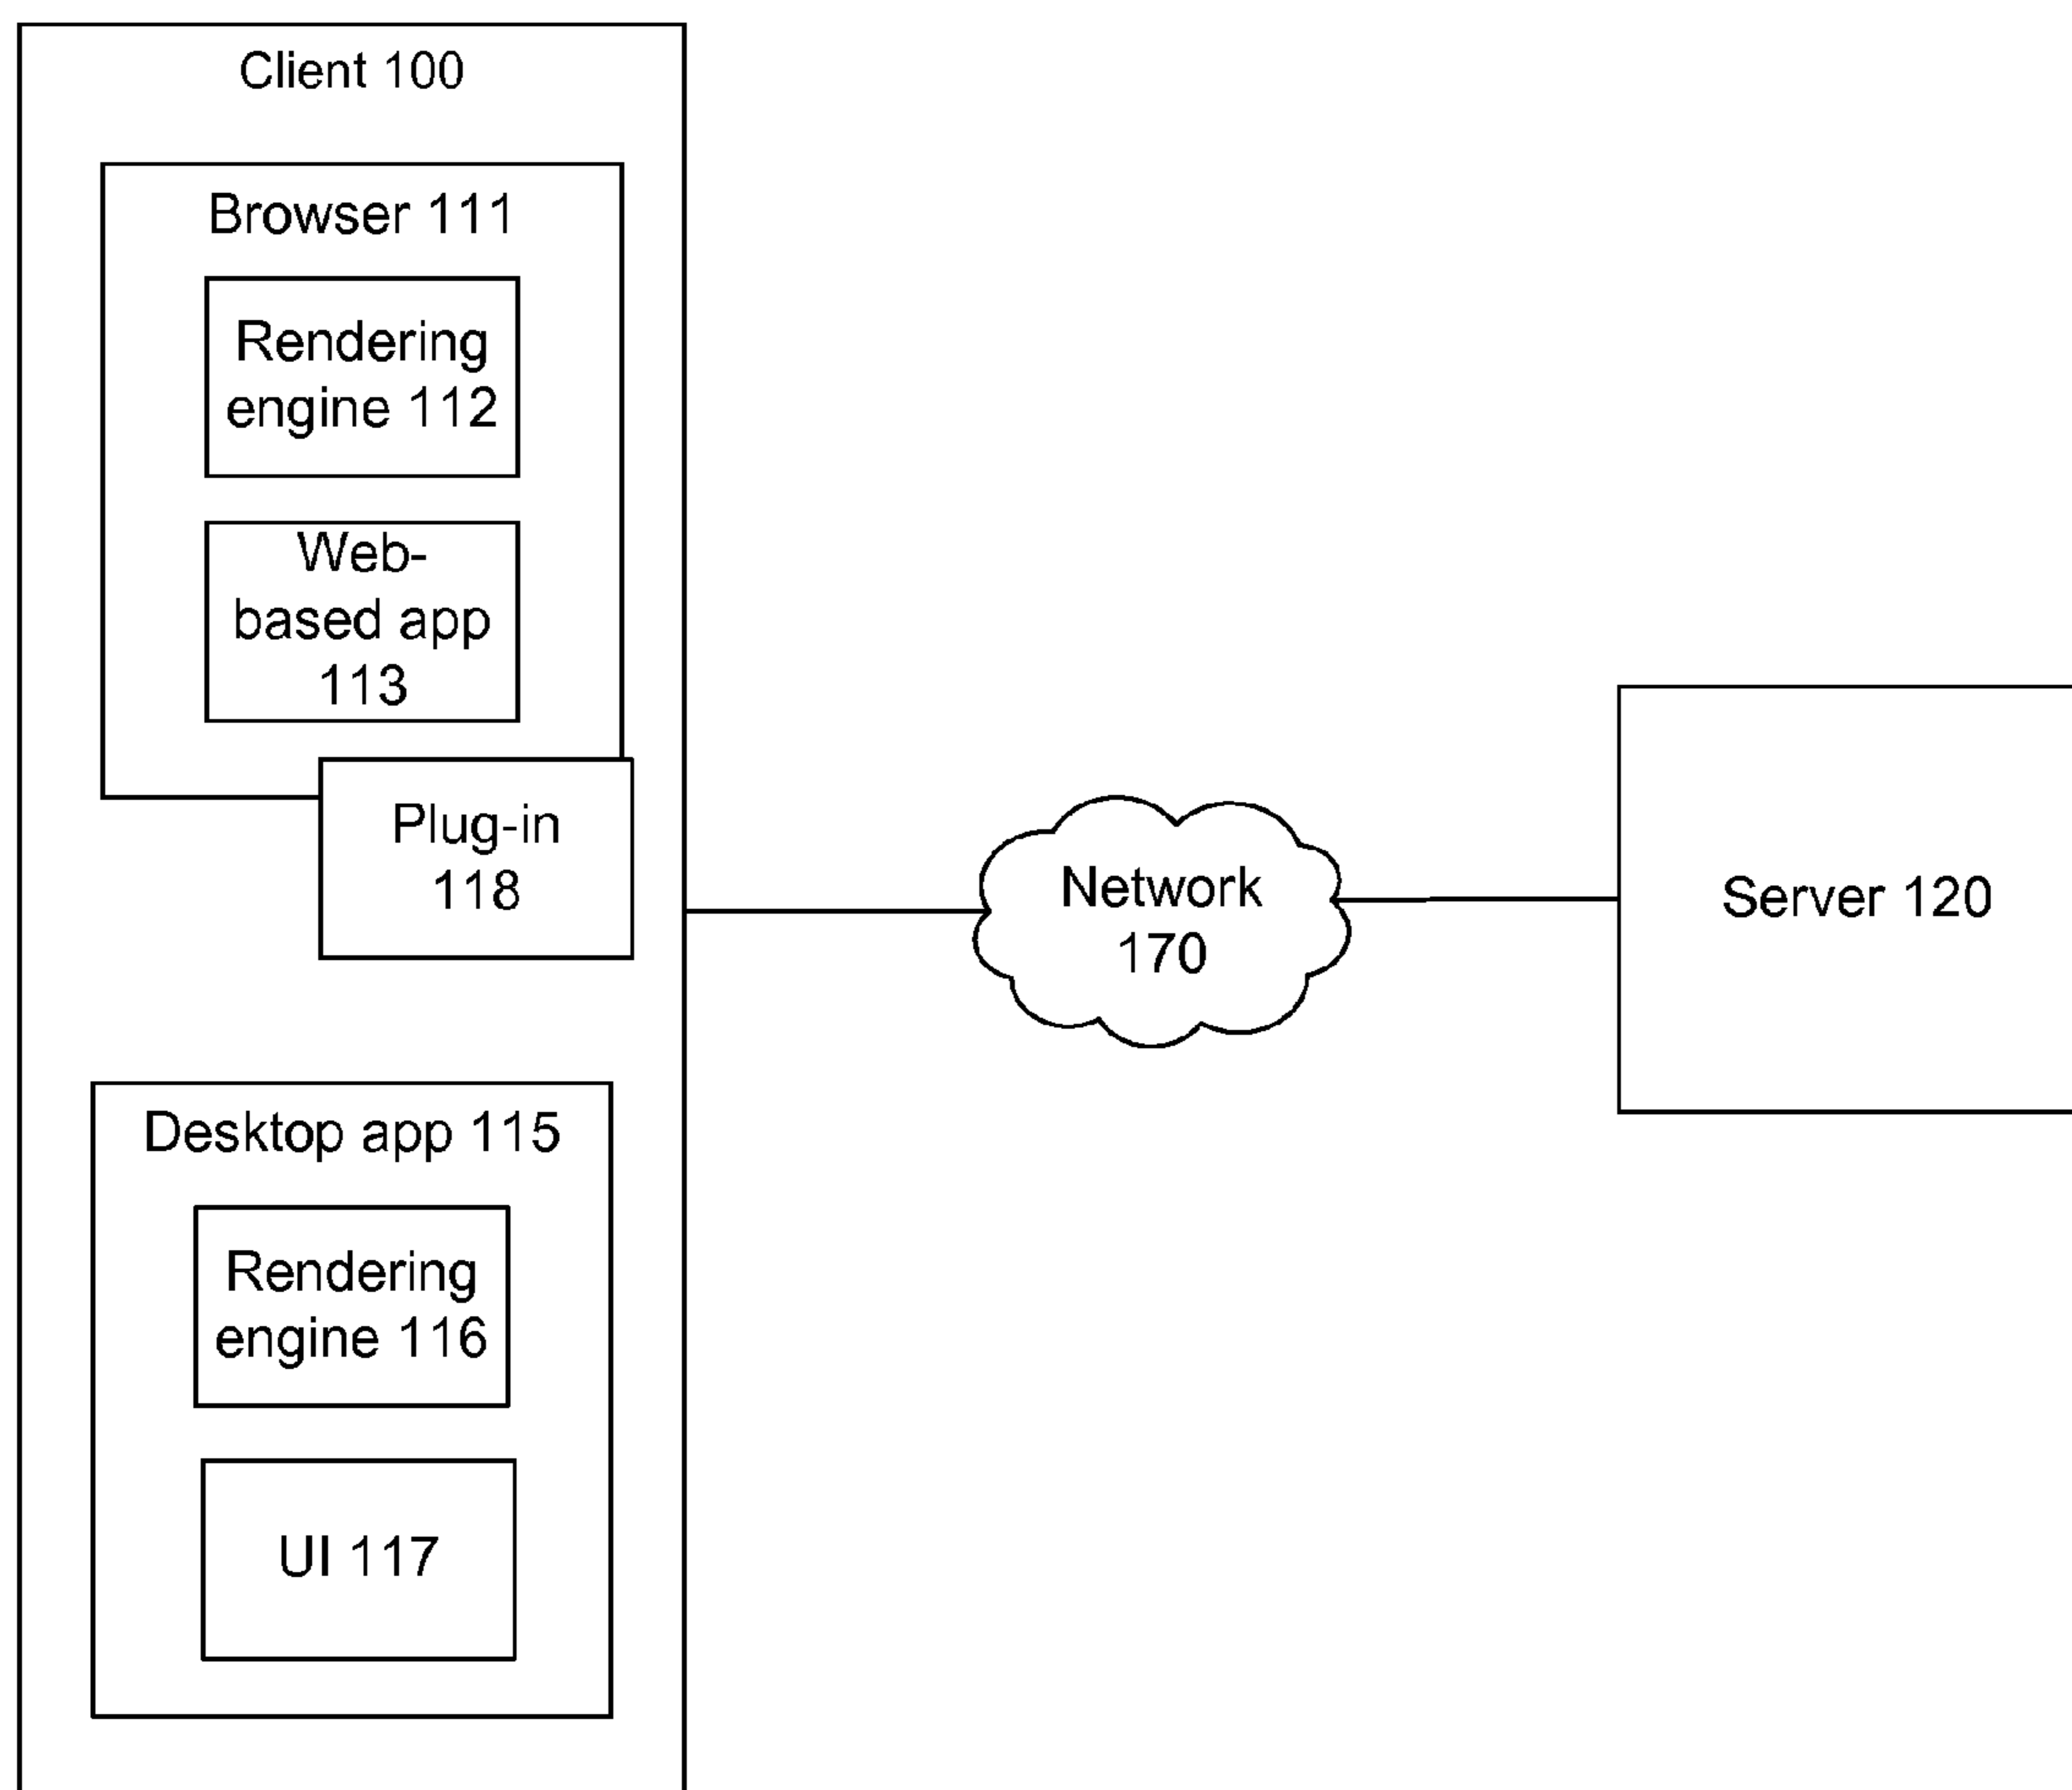 Client 100
Browser 111
Rendering
engine 112
Web-
based app
113
Plug-in
118
Desktop app 115
Rendering
engine 116
UI 117
Network
170
Server 120